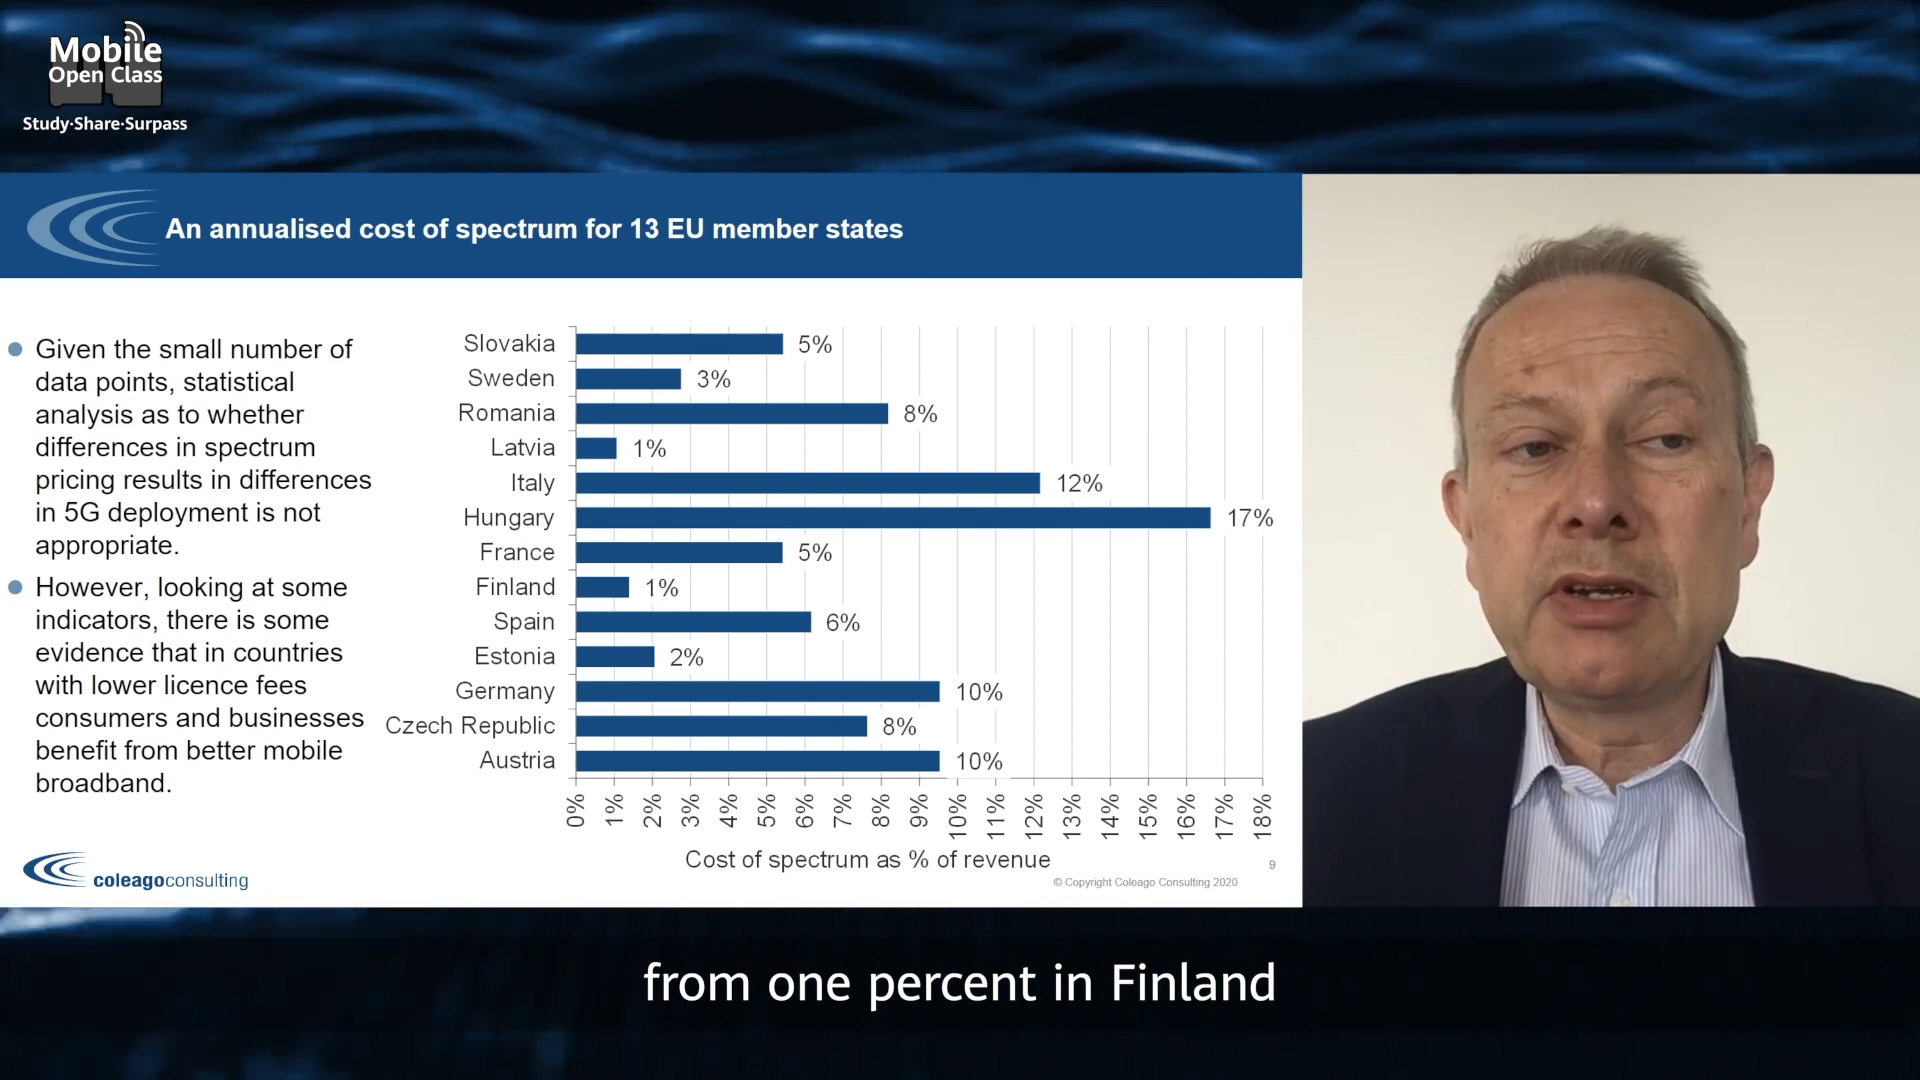 Mobile
Open Class
Study·Share·Surpass
An annualised cost of spectrum for 13 EU member states
Given the small number of
data points, statistical
analysis as to whether
differences in spectrum
pricing results in differences
in 5G deployment is not
appropriate.
However, looking at some
indicators, there is some
evidence that in countries
with lower licence fees
consumers and businesses
benefit from better mobile
broadband.
Slovakia 5%
Sweden 3%
Romania 8%
Latvia 1%
Italy 12%
Hungary 17%
France 5%
Finland 1%
Spain 6%
Estonia 2%
Germany 10%
Czech Republic 8%
Austria 10%
0% 1% 2% 3% 4% 5% 6% 7% 8% 9% 10% 11% 12% 13% 14% 15% 16% 17% 18%
Cost of spectrum as % of revenue
9
© Copyright Coleago Consulting 2020
coleagoconsulting
from one percent in Finland